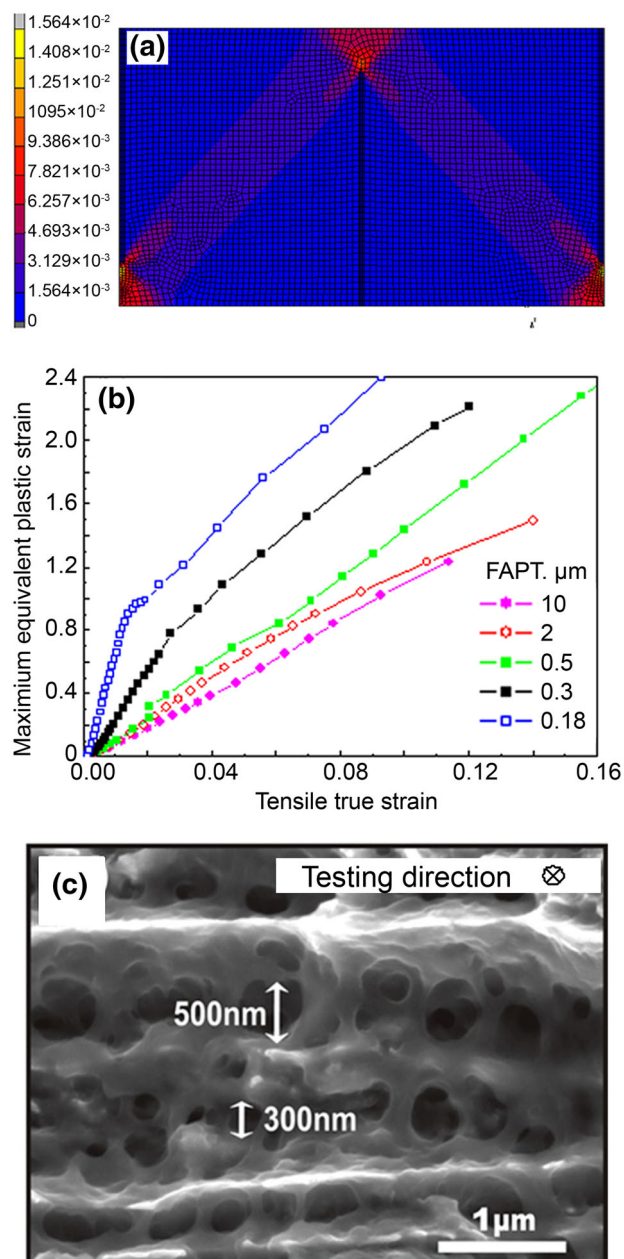 1.564×10⁻²
1.408×10⁻²
1.251×10⁻²
1095×10⁻²
9.386×10⁻³
7.821×10⁻³
6.257×10⁻³
4.693×10⁻³
3.129×10⁻³
1.564×10⁻³
0
(a)
(b)
Maximium equivalent plastic strain
2.4
2.0
1.6
1.2
0.8
0.4
0
0.00 0.04 0.08 0.12 0.16
Tensile true strain
FAPT. μm
10
2
0.5
0.3
0.18
(c)
Testing direction ⊗
500nm
300nm
1μm